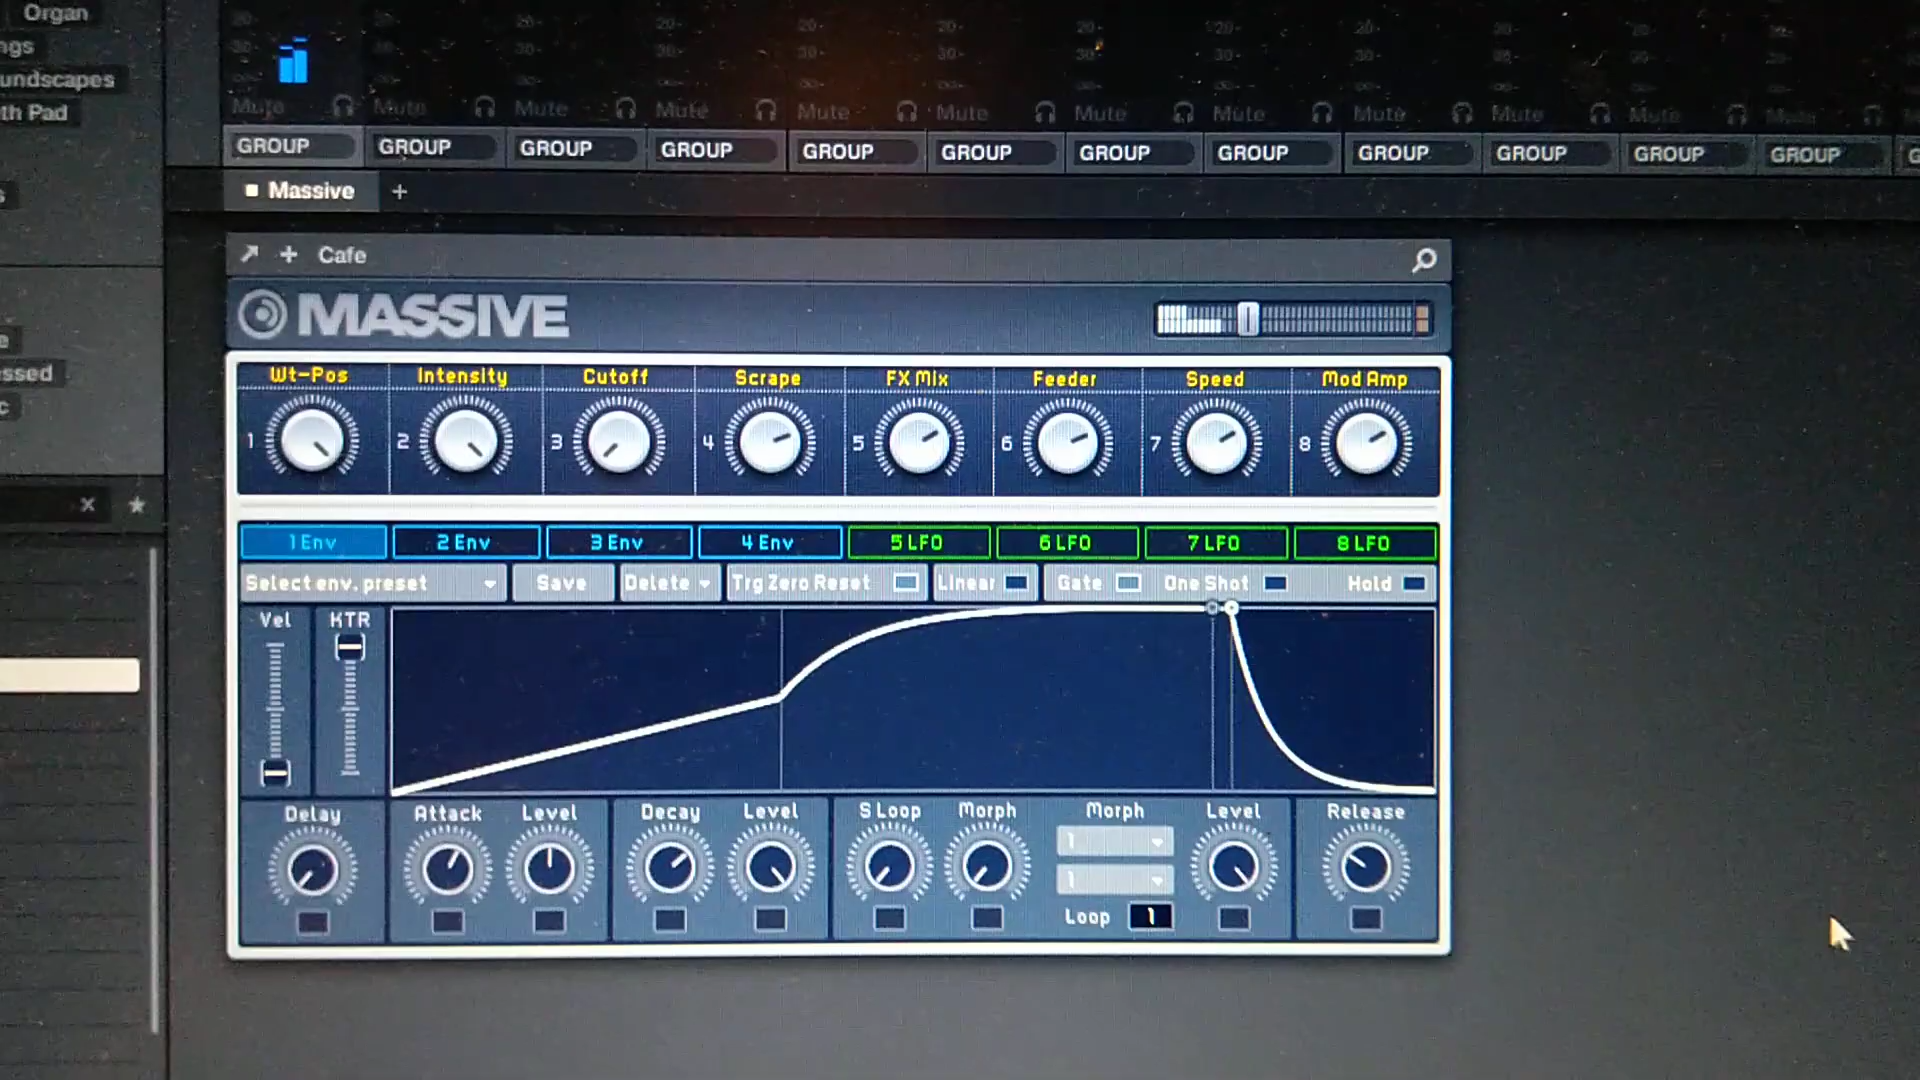 Organ
ngs
undscapes
th Pad
Mute Mute Mute Mute Mute Mute Mute Mute Mute Mute Mute Mute
GROUP GROUP GROUP GROUP GROUP GROUP GROUP GROUP GROUP GROUP GROUP GROUP
Massive +
+ Cafe
MASSIVE
Wt-Pos Intensity Cutoff Scrape FX Mix Feeder Speed Mod Amp
1 2 3 4 5 6 7 8
1 Env 2 Env 3 Env 4 Env 5 LFO 6 LFO 7 LFO 8 LFO
Select env. preset Save Delete Trg Zero Reset Linear Gate One Shot Hold
Vel KTR
ssed
Delay Attack Level Decay Level S Loop Morph Morph Level Release
1
1
Loop 1